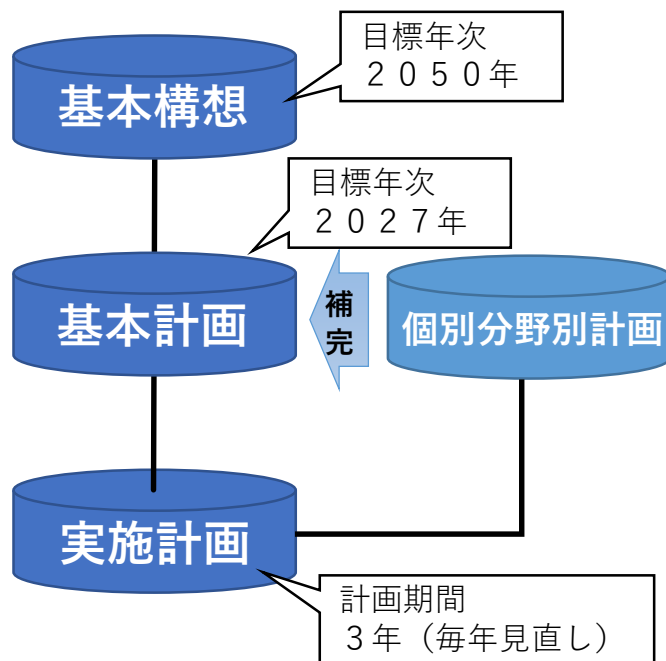 目標年次
２０５０年
基本構想
目標年次
２０２７年
基本計画
補
完
個別分野別計画
実施計画
計画期間
３年（毎年見直し）